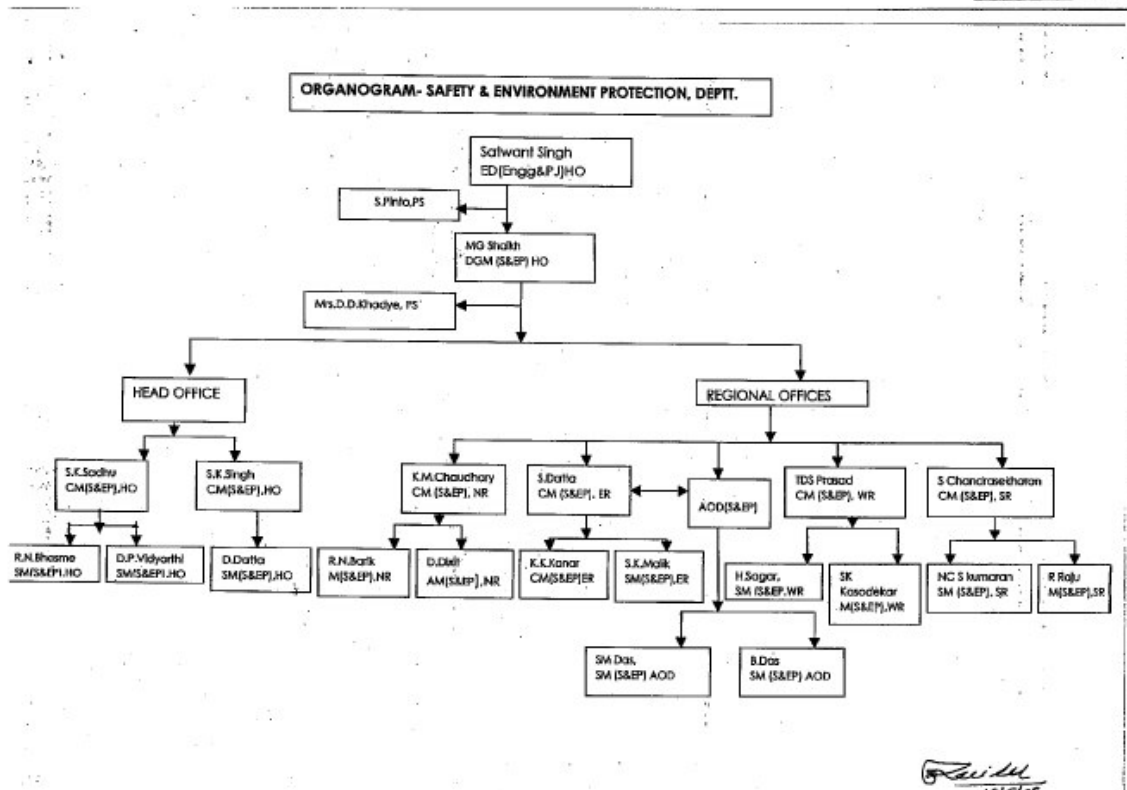 ORGANOGRAM- SAFETY & ENVIRONMENT PROTECTION, DEPTT.
Satwant Singh
ED(Engg&PJ)HO
S.Pinto,PS
MG Shaikh
DGM (S&EP) HO
Mrs.D.D.Khadye, PS
HEAD OFFICE
REGIONAL OFFICES
S.K.Sadhu
CM(S&EP),HO
S.K.Singh
CM(S&EP),HO
K.M.Chaudhary
CM (S&EP), NR
S.Datta
CM (S&EP), ER
AOD(S&EP)
TDS Prasad
CM (S&EP), WR
S Chandrasekharan
CM (S&EP), SR
R.N.Bhasme
SM(S&EP).HO
D.P.Vidyarthi
SM(S&EP).HO
D.Datta
SM(S&EP),HO
R.N.Barik
M(S&EP),NR
D.Dixit
AM(S&EP),NR
K.K.Kanar
CM(S&EP)ER
S.K.Malik
SM(S&EP),ER
H.Sagar,
SM (S&EP,WR
SK
Kasodekar
M(S&EP),WR
NC S kumaran
SM (S&EP), SR
R Raju
M(S&EP),SR
SM.Das,
SM (S&EP) AOD
B.Das
SM (S&EP) AOD